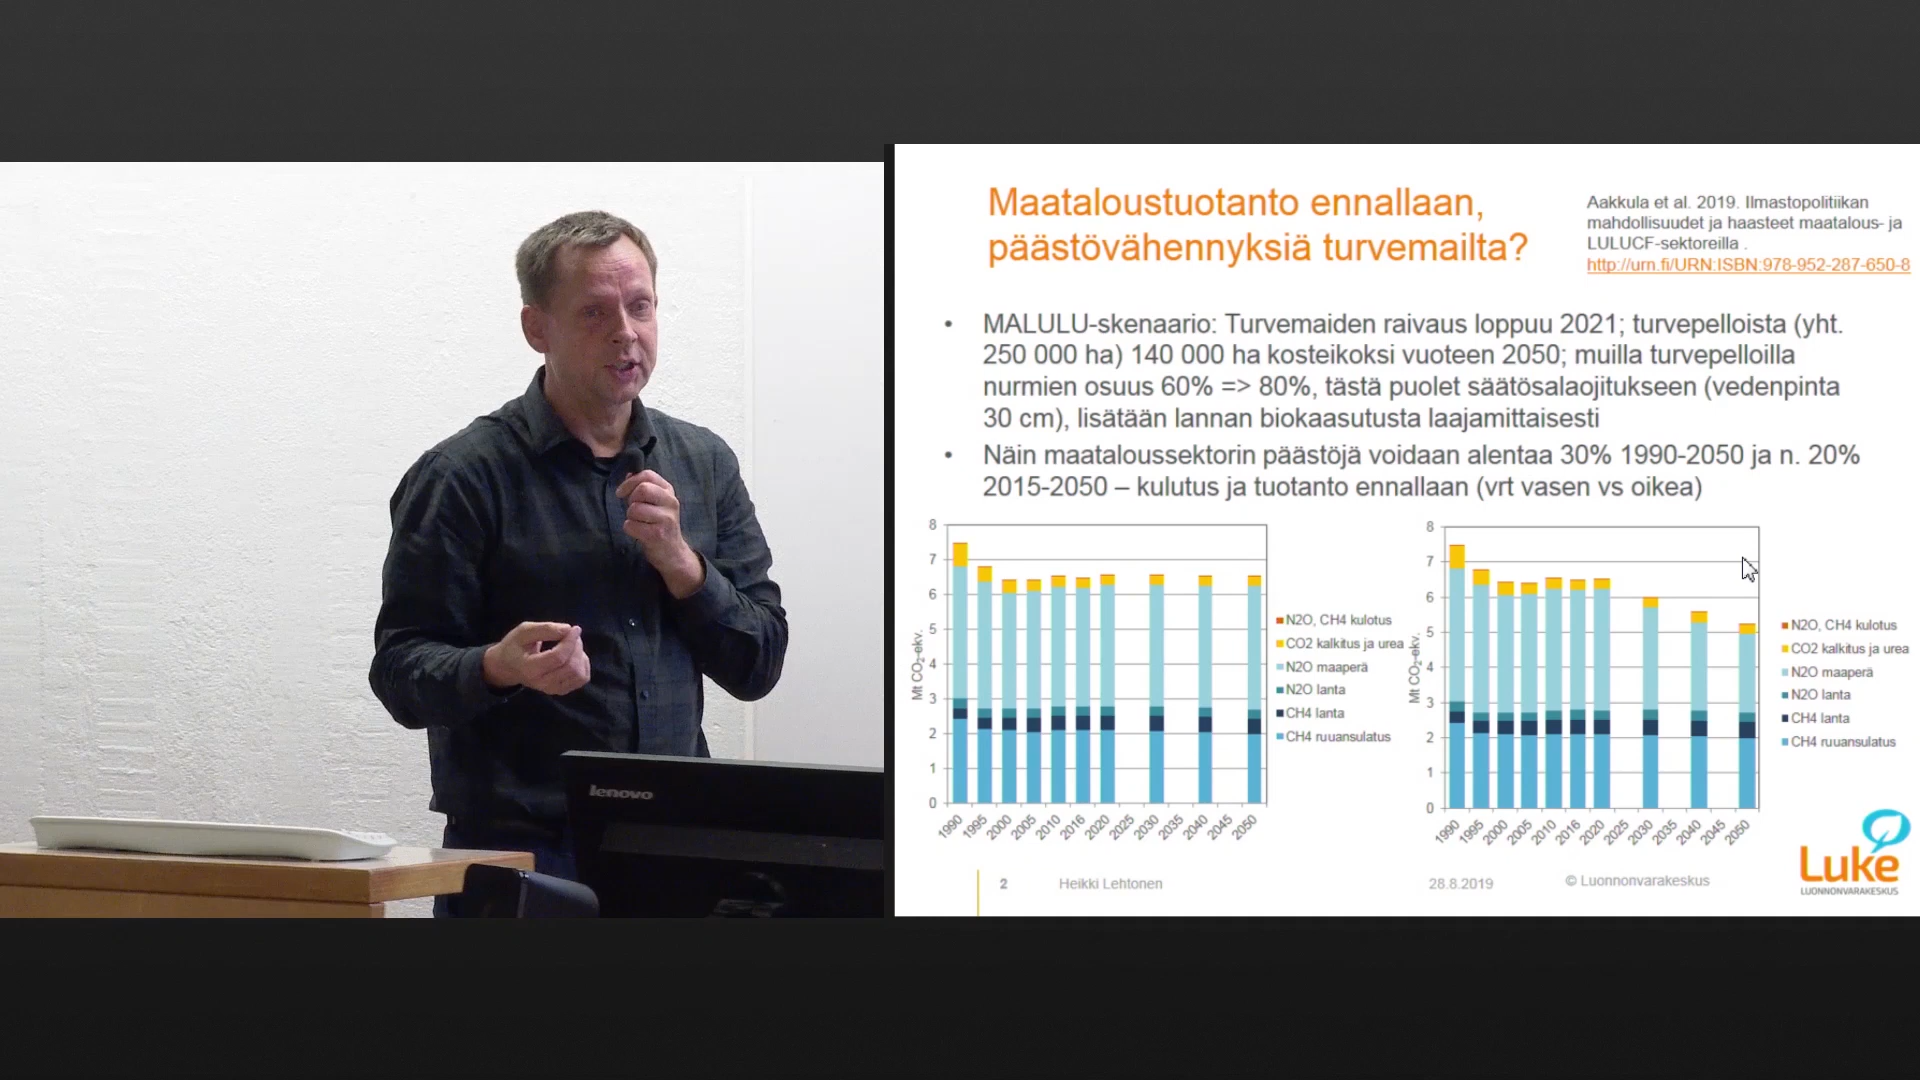 Maataloustuotanto ennallaan,
päästövähennyksiä turvemailta?
Aakkula et al. 2019. Ilmastopolitiikan
mahdollisuudet ja haasteet maatalous- ja
LULUCF-sektoreilla .
http://urn.fi/URN:ISBN:978-952-287-650-8
• MALULU-skenaario: Turvemaiden raivaus loppuu 2021; turvepelloista (yht.
250 000 ha) 140 000 ha kosteikoksi vuoteen 2050; muilla turvepelloilla
nurmien osuus 60% => 80%, tästä puolet säätösalaojitukseen (vedenpinta
30 cm), lisätään lannan biokaasutusta laajamittaisesti
• Näin maataloussektorin päästöjä voidaan alentaa 30% 1990-2050 ja n. 20%
2015-2050 – kulutus ja tuotanto ennallaan (vrt vasen vs oikea)
8
7
6
5
4
3
2
1
0
Mt CO2-ekv.
1990 1995 2000 2005 2010 2016 2020 2025 2030 2035 2040 2045 2050
N2O, CH4 kulotus
CO2 kalkitus ja urea
N2O maaperä
N2O lanta
CH4 lanta
CH4 ruuansulatus
8
7
6
5
4
3
2
1
0
Mt CO2-ekv.
1990 1995 2000 2005 2010 2016 2020 2025 2030 2035 2040 2045 2050
N2O, CH4 kulotus
CO2 kalkitus ja urea
N2O maaperä
N2O lanta
CH4 lanta
CH4 ruuansulatus
lenovo
2 Heikki Lehtonen 28.8.2019 © Luonnonvarakeskus
Luke
LUONNONVARAKESKUS